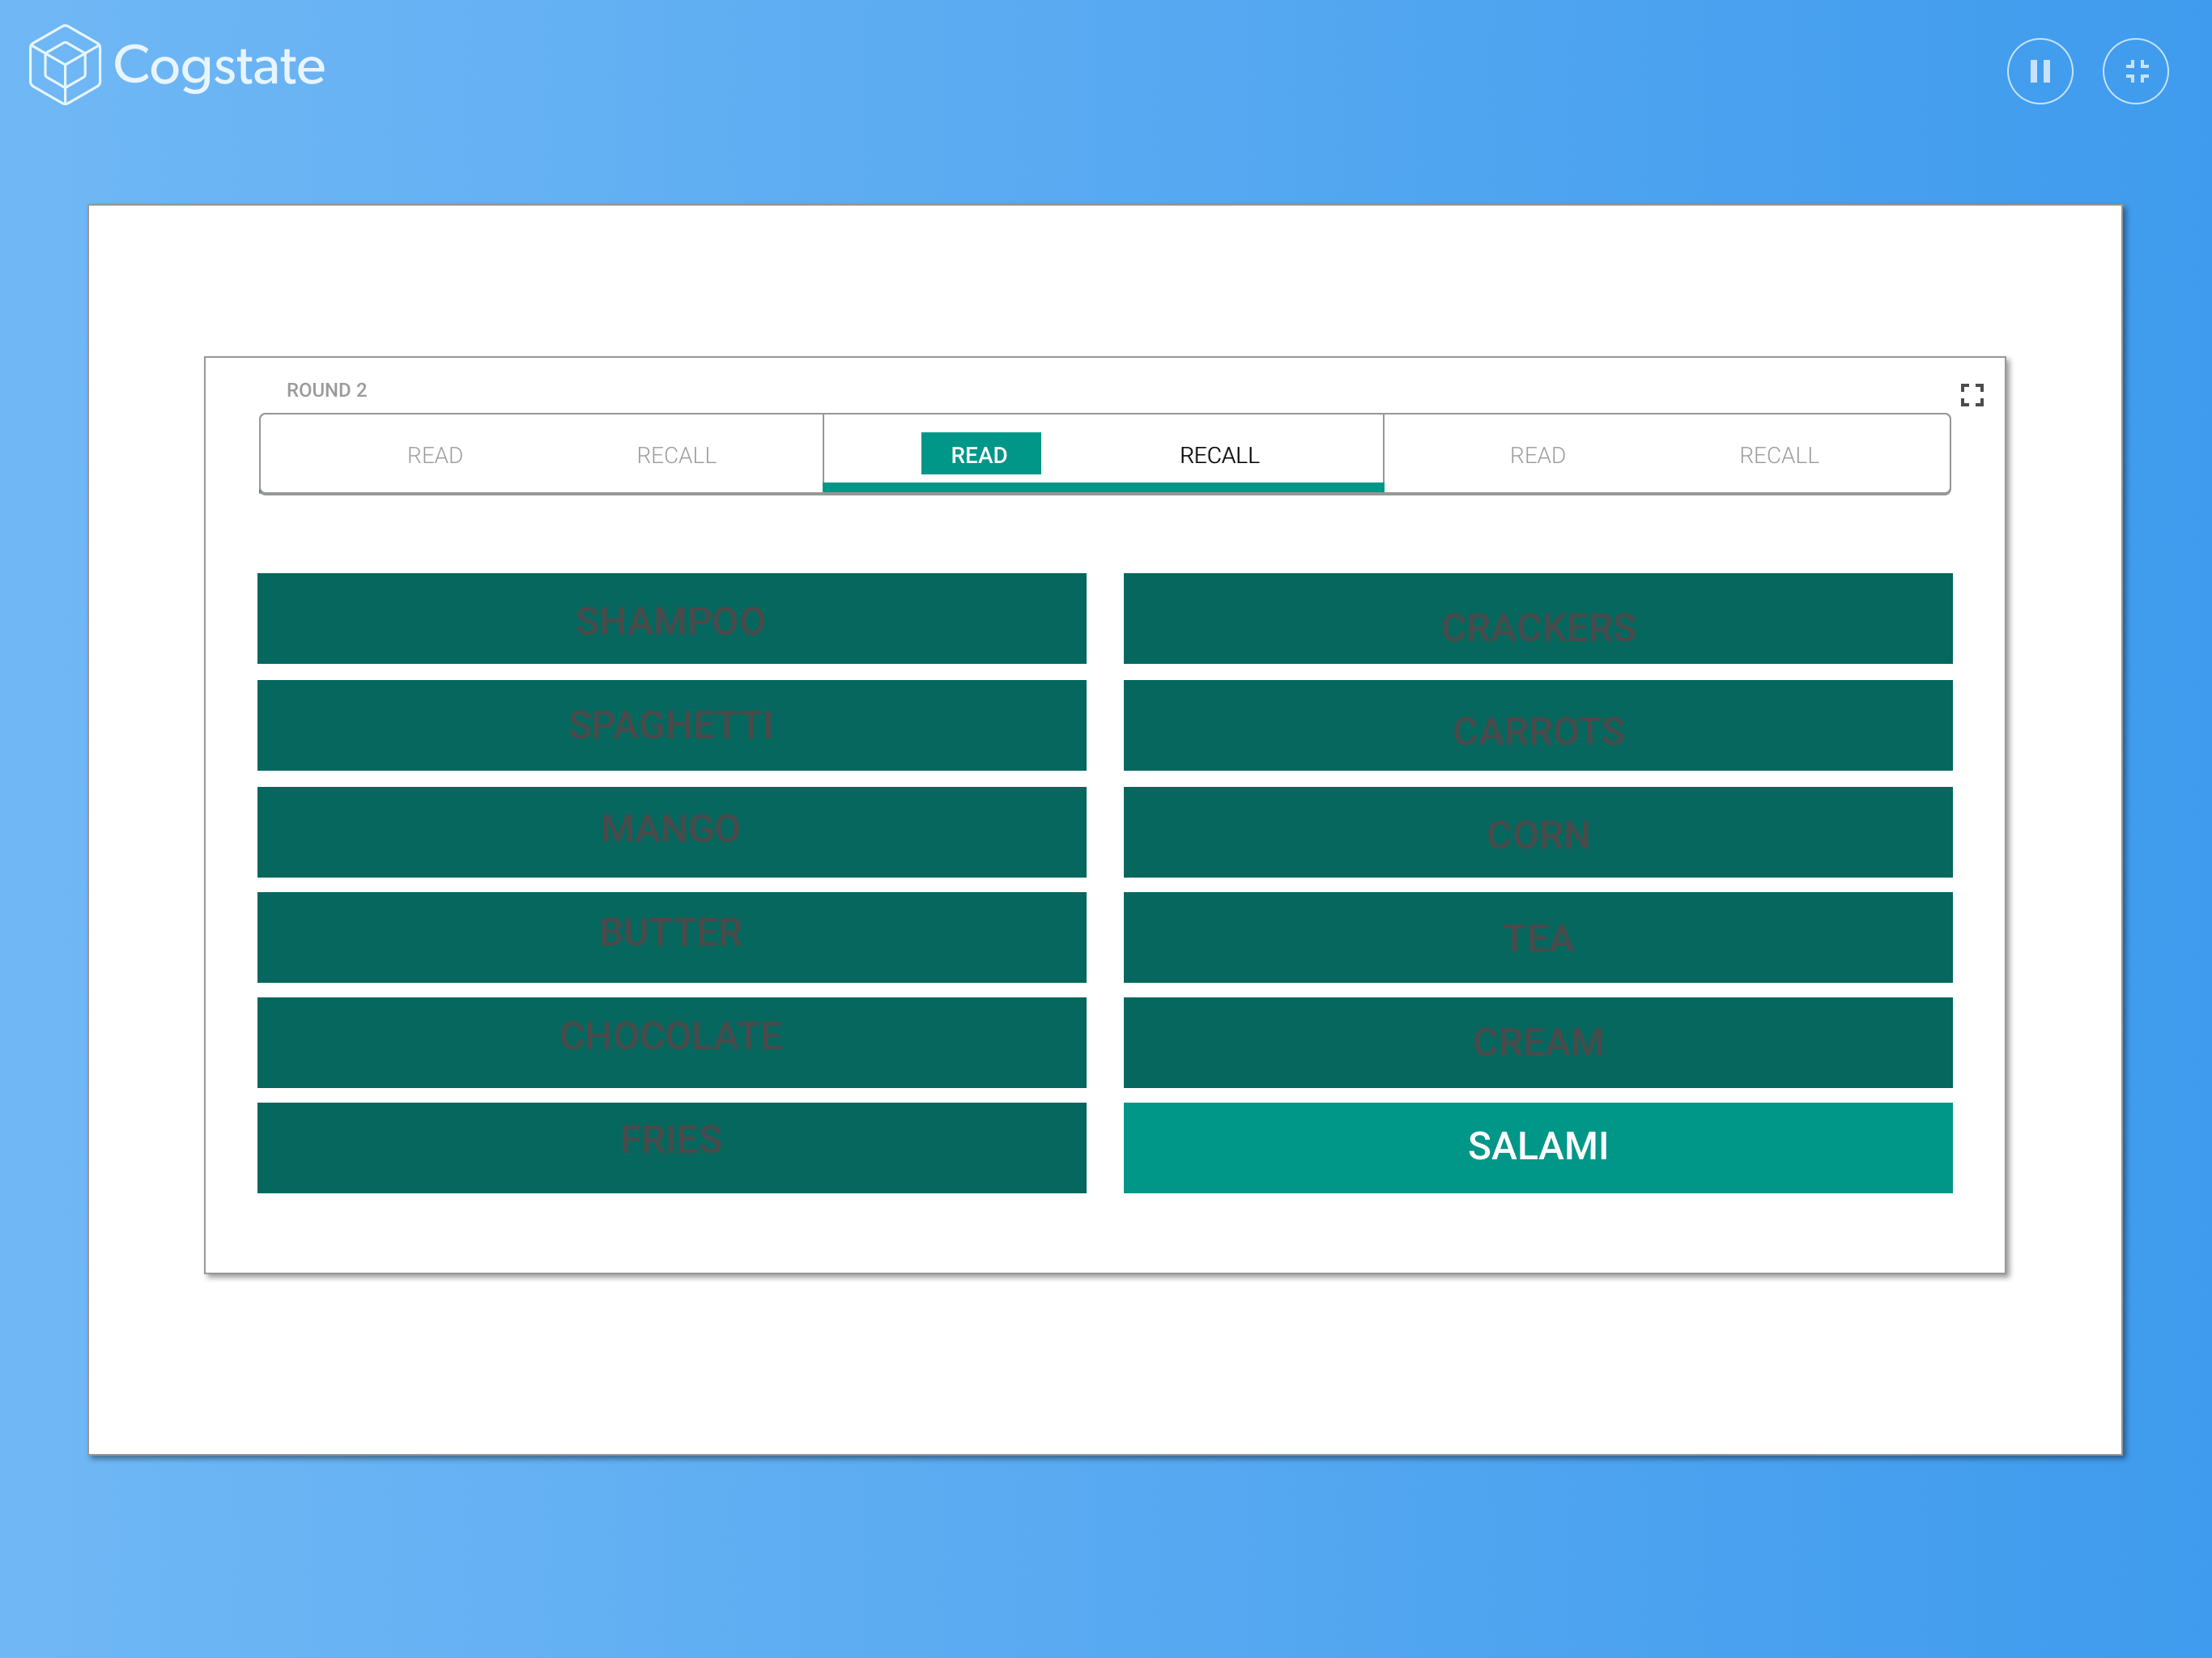 Cogstate
ROUND 2
READ RECALL READ RECALL READ RECALL
SHAMPOO
SPAGHETTI
MANGO
BUTTER
CHOCOLATE
FRIES
CRACKERS
CARROTS
CORN
TEA
CREAM
SALAMI